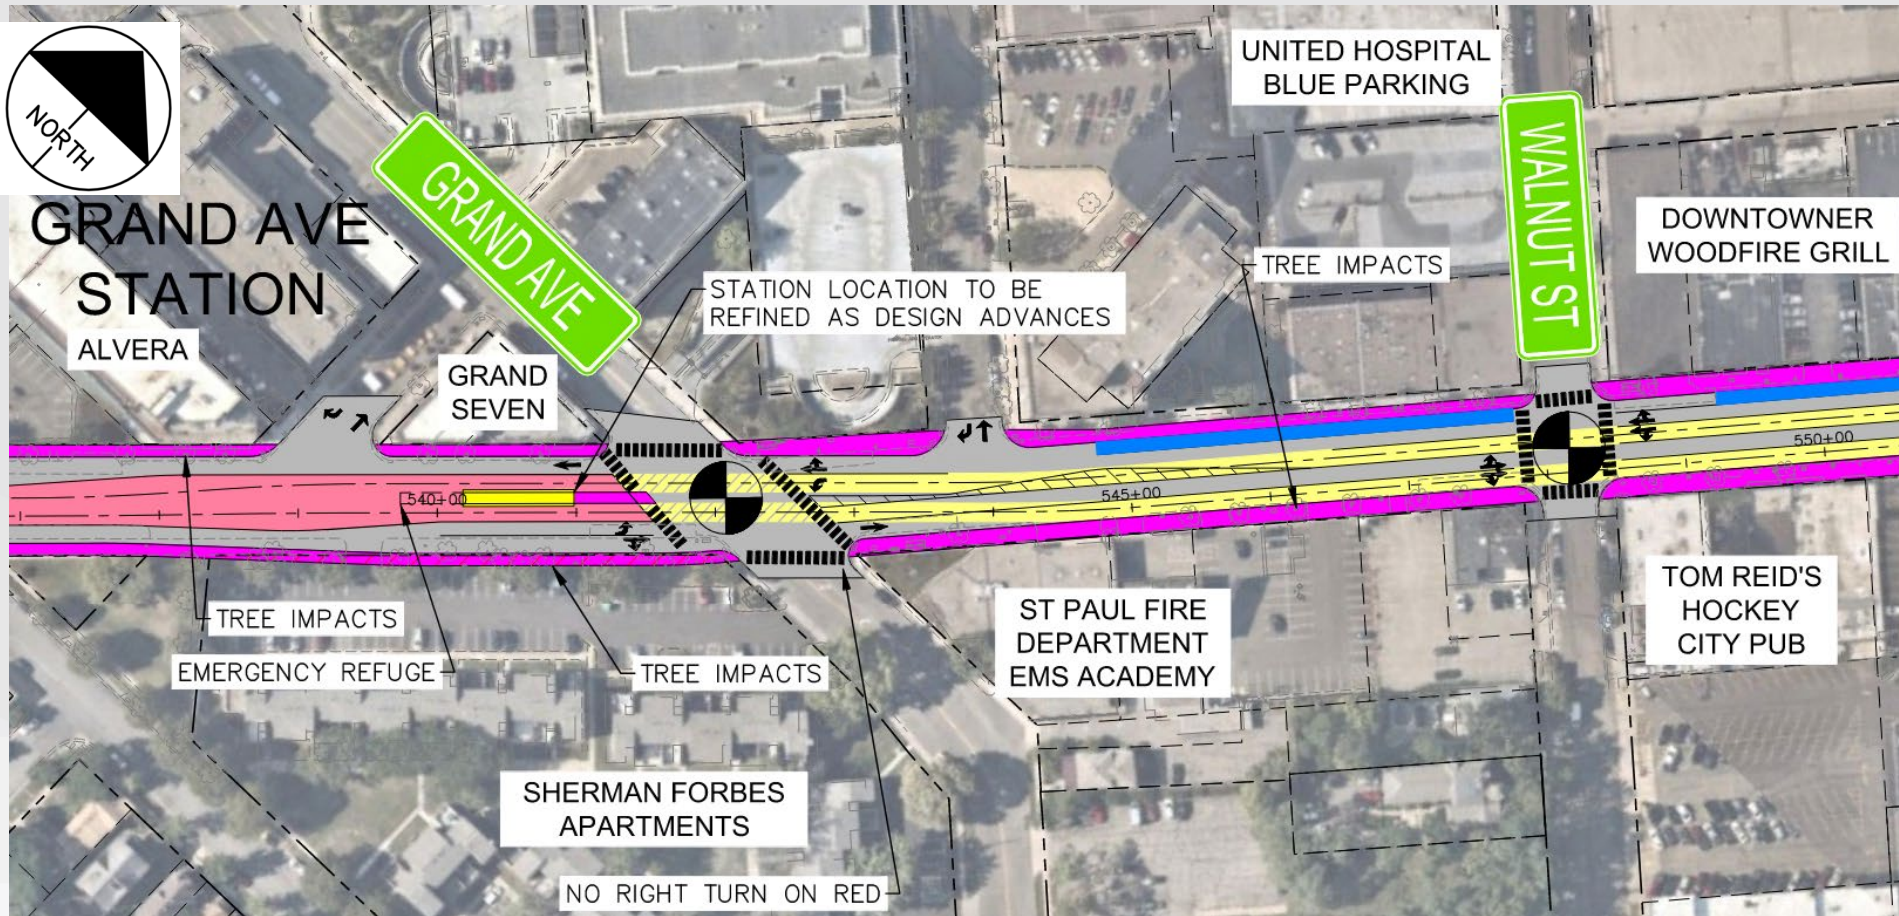 NORTH
GRAND AVE
STATION
ALVERA
GRAND AVE
GRAND
SEVEN
STATION LOCATION TO BE
REFINED AS DESIGN ADVANCES
UNITED HOSPITAL
BLUE PARKING
TREE IMPACTS
WALNUT ST
DOWNTOWNER
WOODFIRE GRILL
540+00
545+00
550+00
TREE IMPACTS
EMERGENCY REFUGE
TREE IMPACTS
SHERMAN FORBES
APARTMENTS
NO RIGHT TURN ON RED
ST PAUL FIRE
DEPARTMENT
EMS ACADEMY
TOM REID'S
HOCKEY
CITY PUB